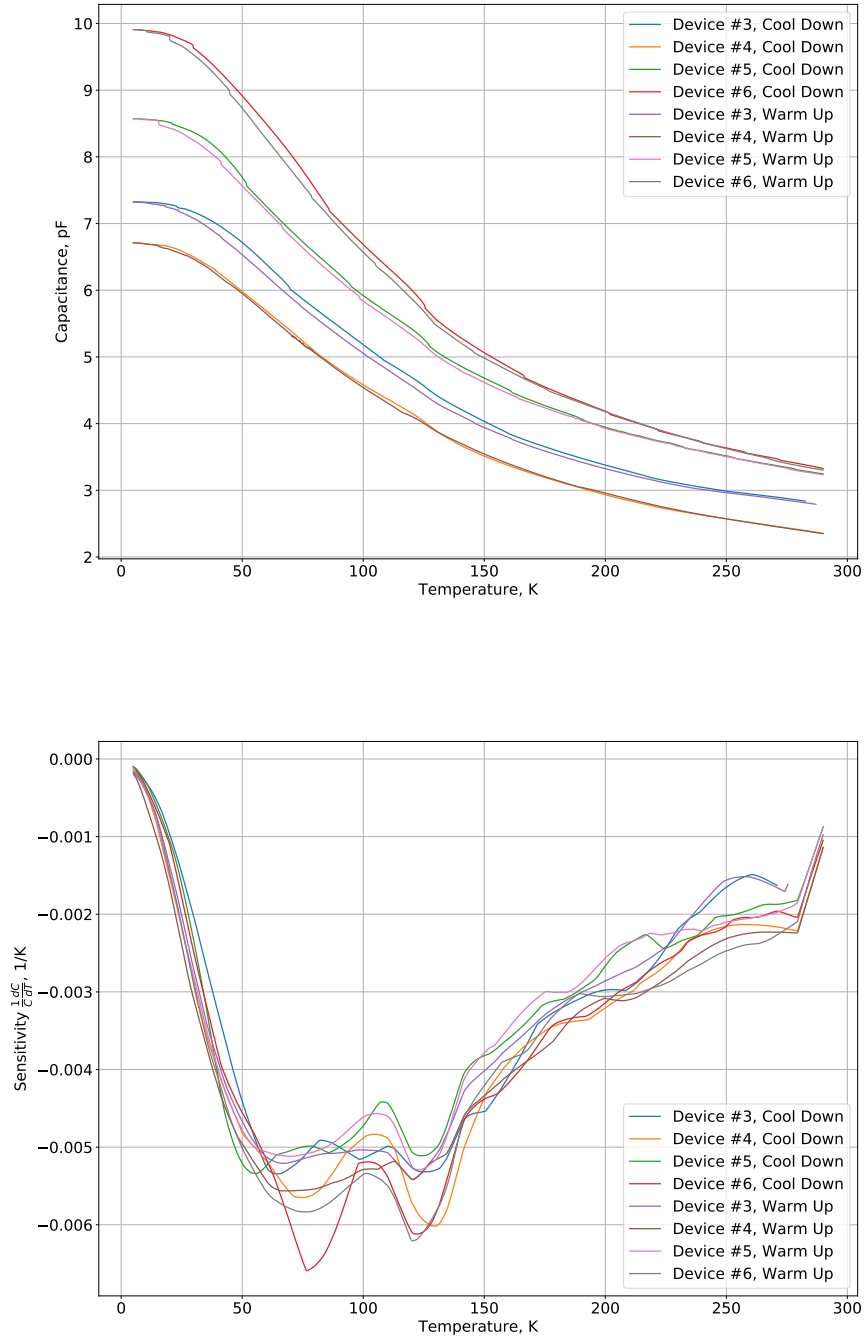 10
9
8
7
6
5
4
3
2
Capacitance, pF
0 50 100 150 200 250 300
Temperature, K
Device #3, Cool Down
Device #4, Cool Down
Device #5, Cool Down
Device #6, Cool Down
Device #3, Warm Up
Device #4, Warm Up
Device #5, Warm Up
Device #6, Warm Up
0.000
−0.001
−0.002
−0.003
−0.004
−0.005
−0.006
Sensitivity 1/C dC/dT, 1/K
0 50 100 150 200 250 300
Temperature, K
Device #3, Cool Down
Device #4, Cool Down
Device #5, Cool Down
Device #6, Cool Down
Device #3, Warm Up
Device #4, Warm Up
Device #5, Warm Up
Device #6, Warm Up